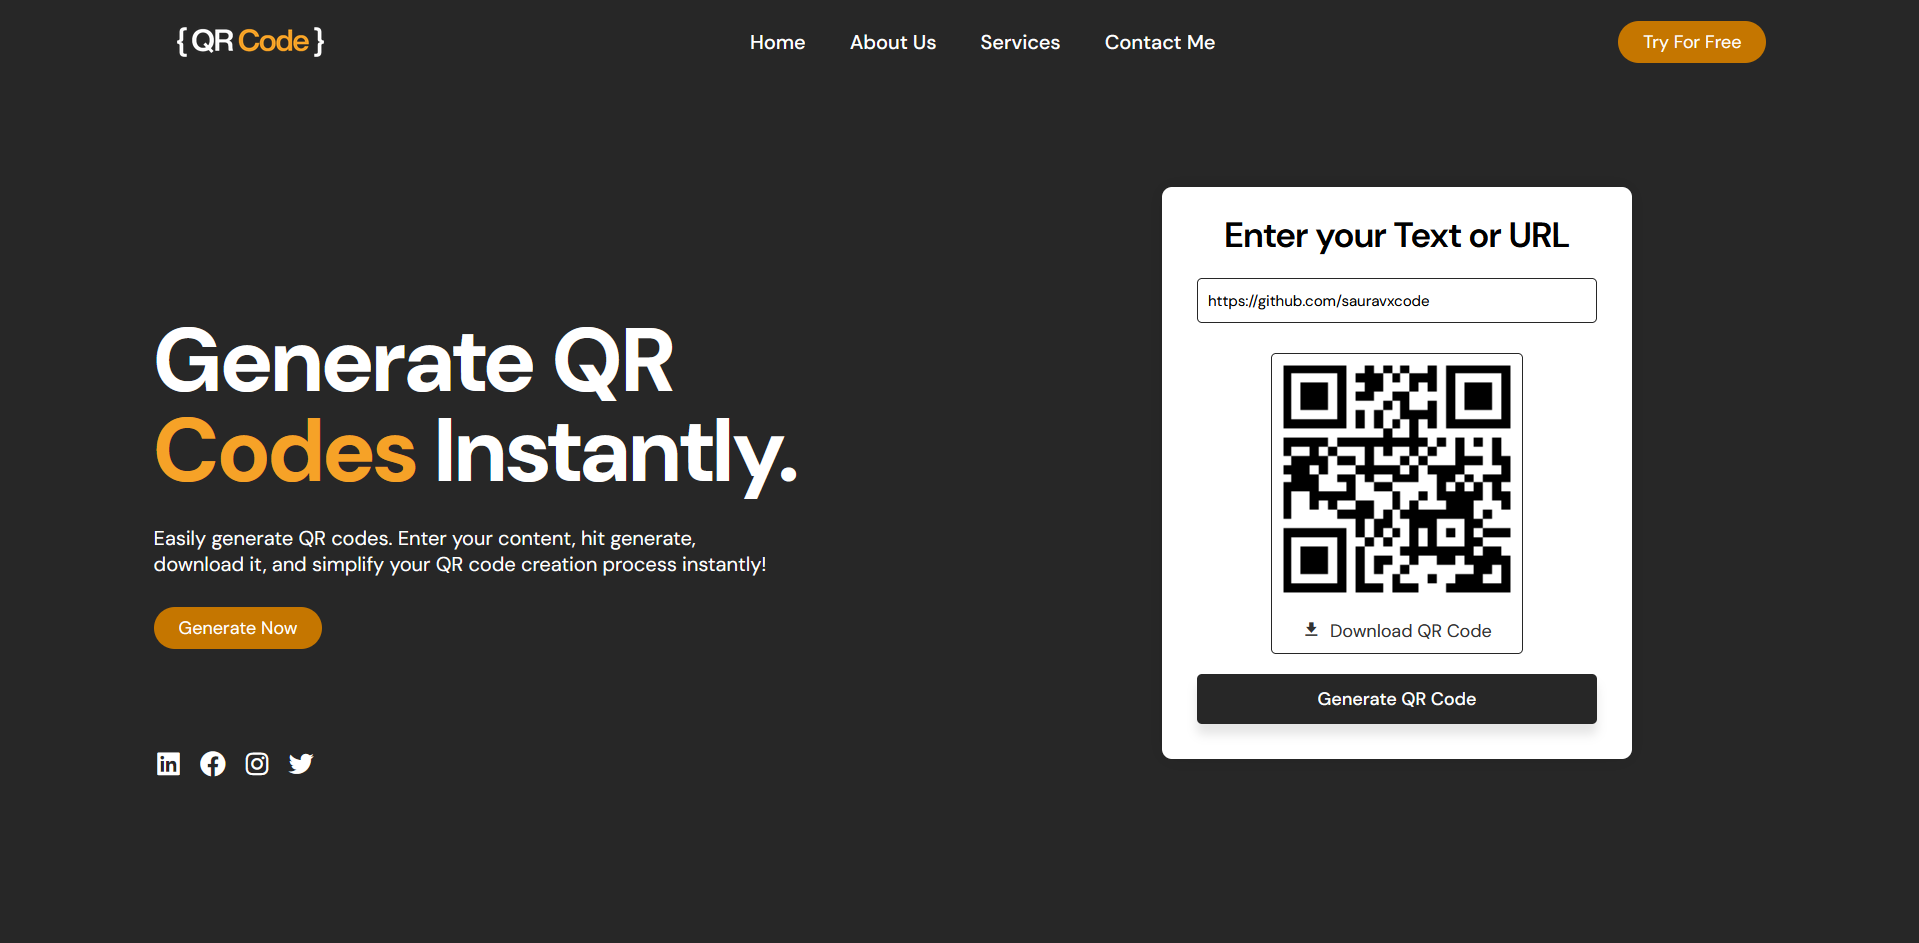 { QR Code }
Home
About Us
Services
Contact Me
Try For Free
Generate QR
Codes Instantly.
Easily generate QR codes. Enter your content, hit generate,
download it, and simplify your QR code creation process instantly!
Generate Now
Enter your Text or URL
https://github.com/sauravxcode
Download QR Code
Generate QR Code